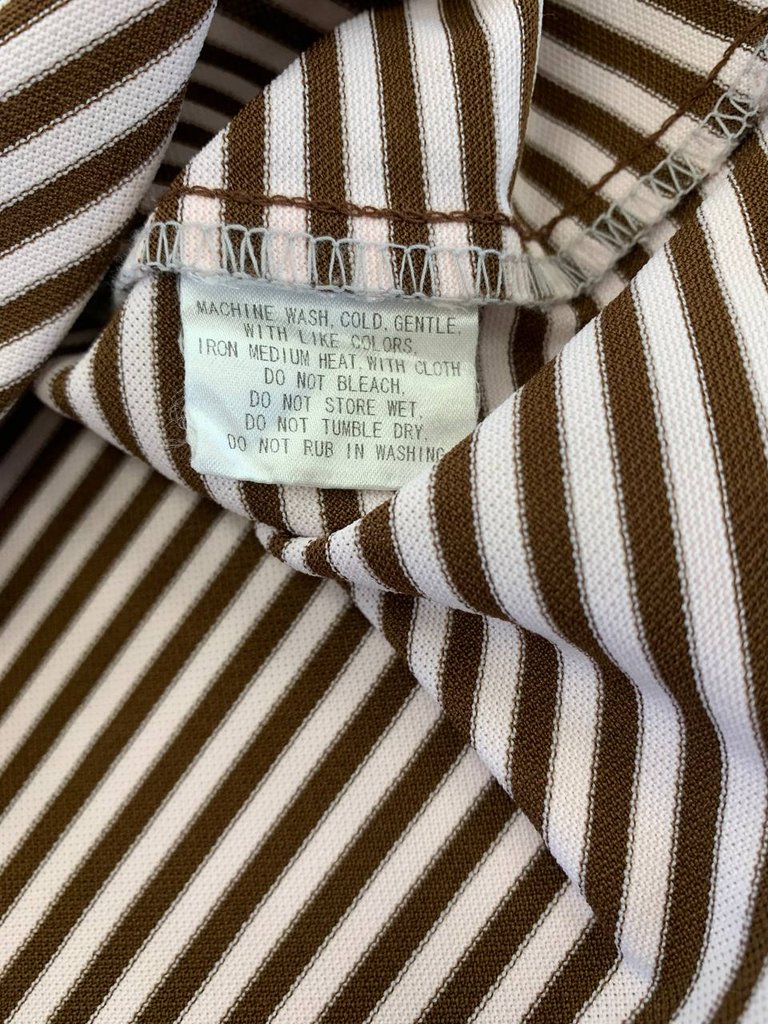 MACHINE WASH, COLD, GENTLE,
WITH LIKE COLORS,
IRON MEDIUM HEAT, WITH CLOTH
DO NOT BLEACH,
DO NOT STORE WET,
DO NOT TUMBLE DRY,
DO NOT RUB IN WASHING